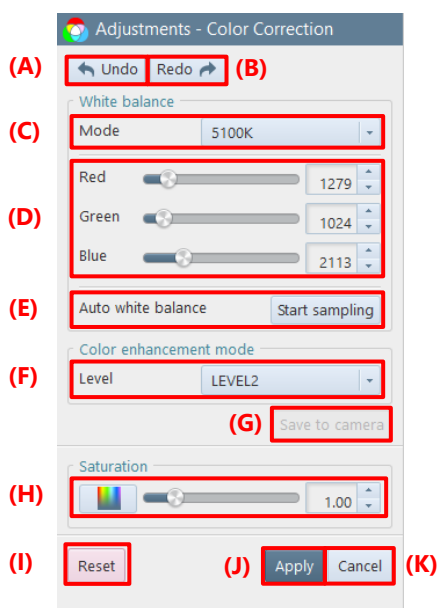 Adjustments - Color Correction
(A) Undo Redo (B)
White balance
(C) Mode 5100K
Red 1279
(D) Green 1024
Blue 2113
(E) Auto white balance Start sampling
Color enhancement mode
(F) Level LEVEL2
(G) Save to camera
Saturation
(H) 1.00
(I) Reset (J) Apply Cancel (K)